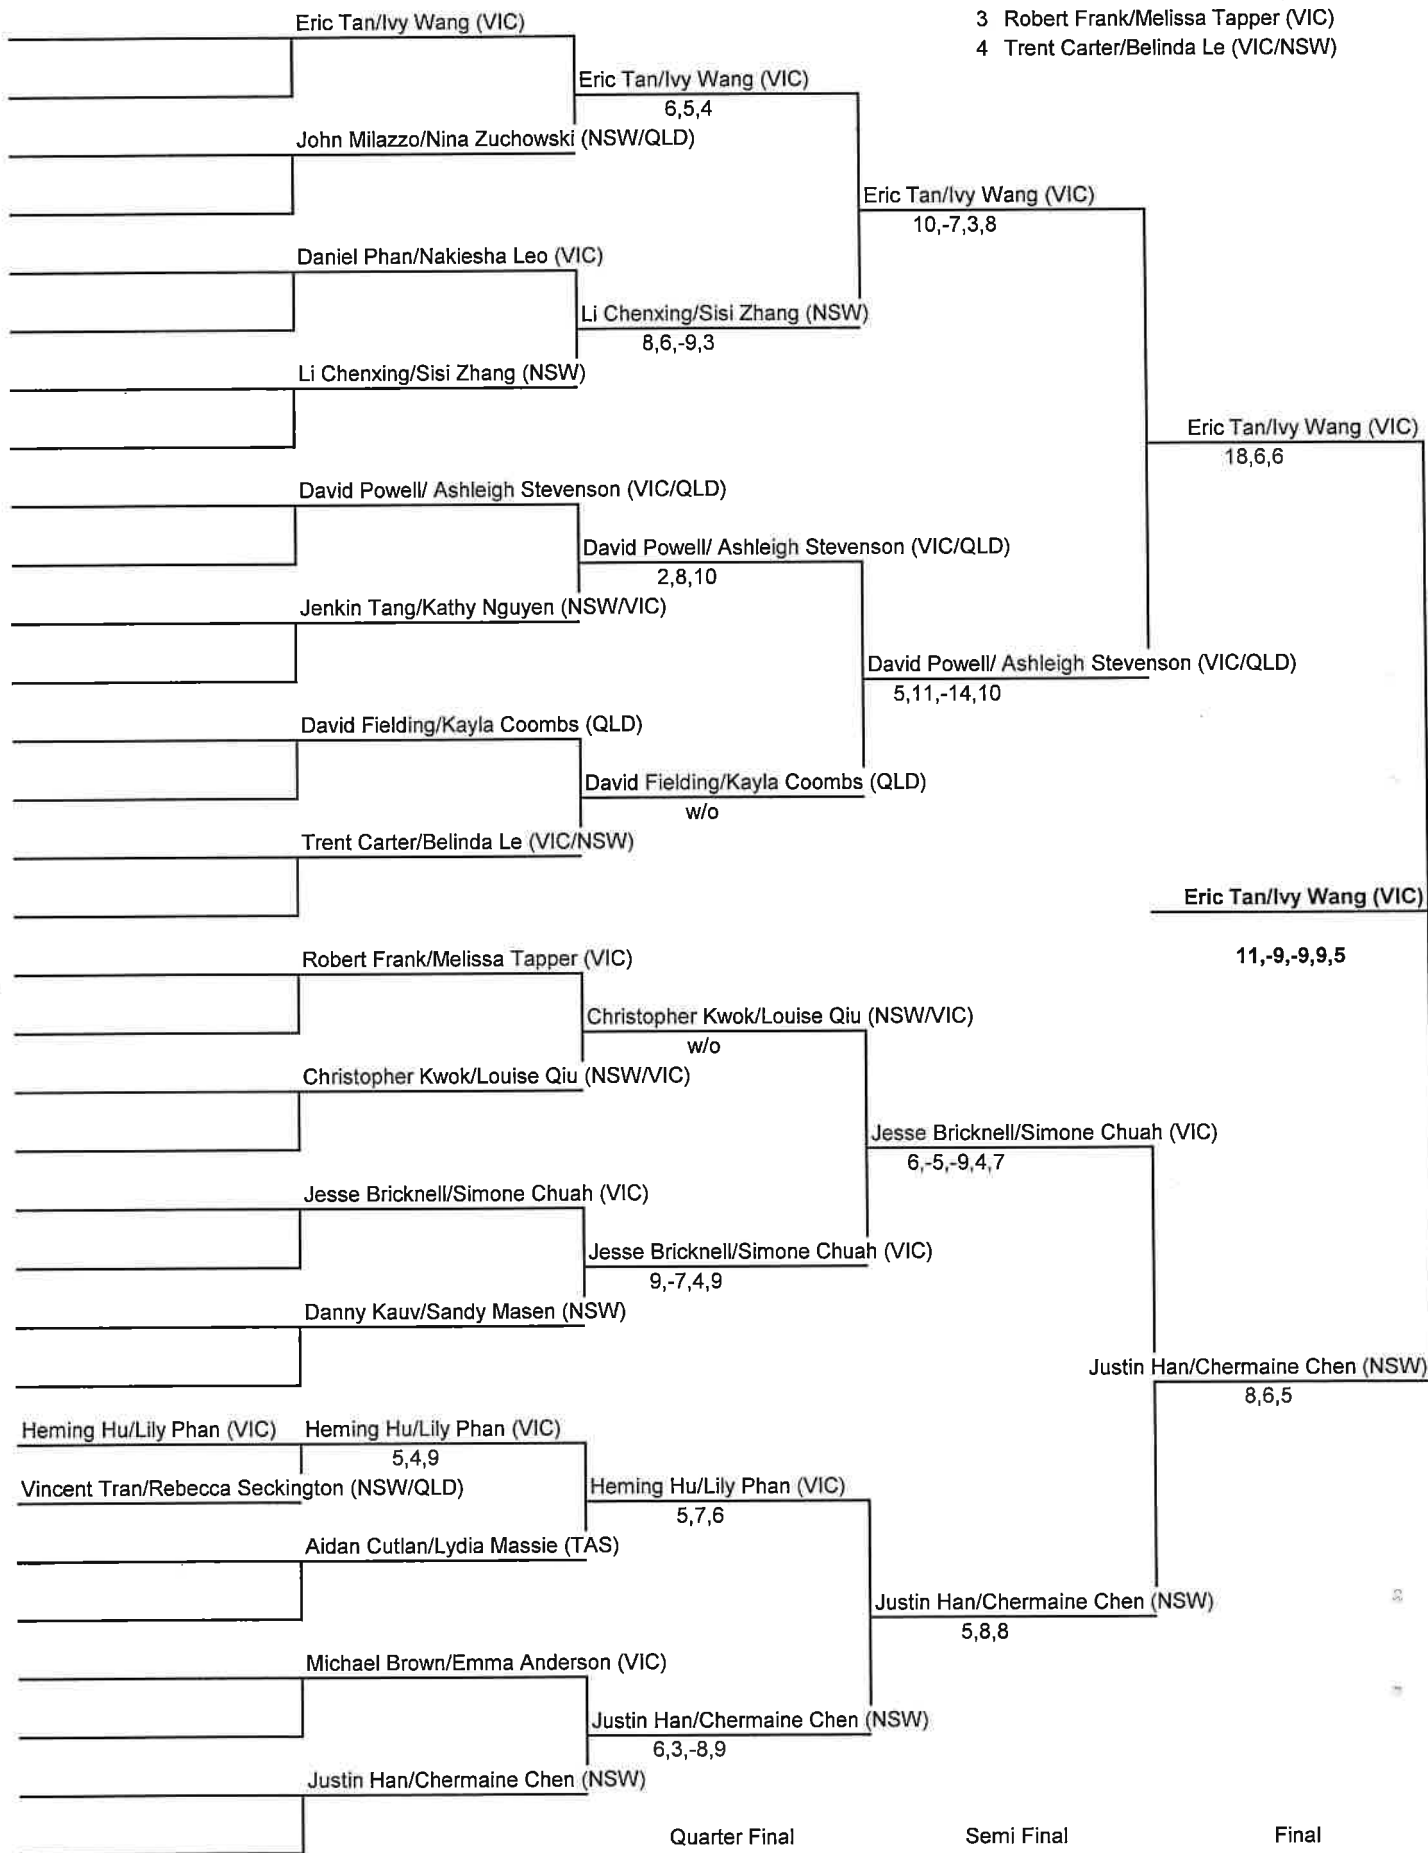 3 Robert Frank/Melissa Tapper (VIC)
4 Trent Carter/Belinda Le (VIC/NSW)
Eric Tan/Ivy Wang (VIC)
Eric Tan/Ivy Wang (VIC)
6,5,4
John Milazzo/Nina Zuchowski (NSW/QLD)
Eric Tan/Ivy Wang (VIC)
10,-7,3,8
Daniel Phan/Nakiesha Leo (VIC)
Li Chenxing/Sisi Zhang (NSW)
8,6,-9,3
Li Chenxing/Sisi Zhang (NSW)
Eric Tan/Ivy Wang (VIC)
18,6,6
David Powell/ Ashleigh Stevenson (VIC/QLD)
David Powell/ Ashleigh Stevenson (VIC/QLD)
2,8,10
Jenkin Tang/Kathy Nguyen (NSW/VIC)
David Powell/ Ashleigh Stevenson (VIC/QLD)
5,11,-14,10
David Fielding/Kayla Coombs (QLD)
David Fielding/Kayla Coombs (QLD)
w/o
Trent Carter/Belinda Le (VIC/NSW)
Eric Tan/Ivy Wang (VIC)
11,-9,-9,9,5
Robert Frank/Melissa Tapper (VIC)
Christopher Kwok/Louise Qiu (NSW/VIC)
w/o
Christopher Kwok/Louise Qiu (NSW/VIC)
Jesse Bricknell/Simone Chuah (VIC)
6,-5,-9,4,7
Jesse Bricknell/Simone Chuah (VIC)
Jesse Bricknell/Simone Chuah (VIC)
9,-7,4,9
Danny Kauv/Sandy Masen (NSW)
Justin Han/Chermaine Chen (NSW)
8,6,5
Heming Hu/Lily Phan (VIC) Heming Hu/Lily Phan (VIC)
5,4,9
Vincent Tran/Rebecca Seckington (NSW/QLD)
Heming Hu/Lily Phan (VIC)
5,7,6
Aidan Cutlan/Lydia Massie (TAS)
Justin Han/Chermaine Chen (NSW)
5,8,8
Michael Brown/Emma Anderson (VIC)
Justin Han/Chermaine Chen (NSW)
6,3,-8,9
Justin Han/Chermaine Chen (NSW)
Quarter Final Semi Final Final